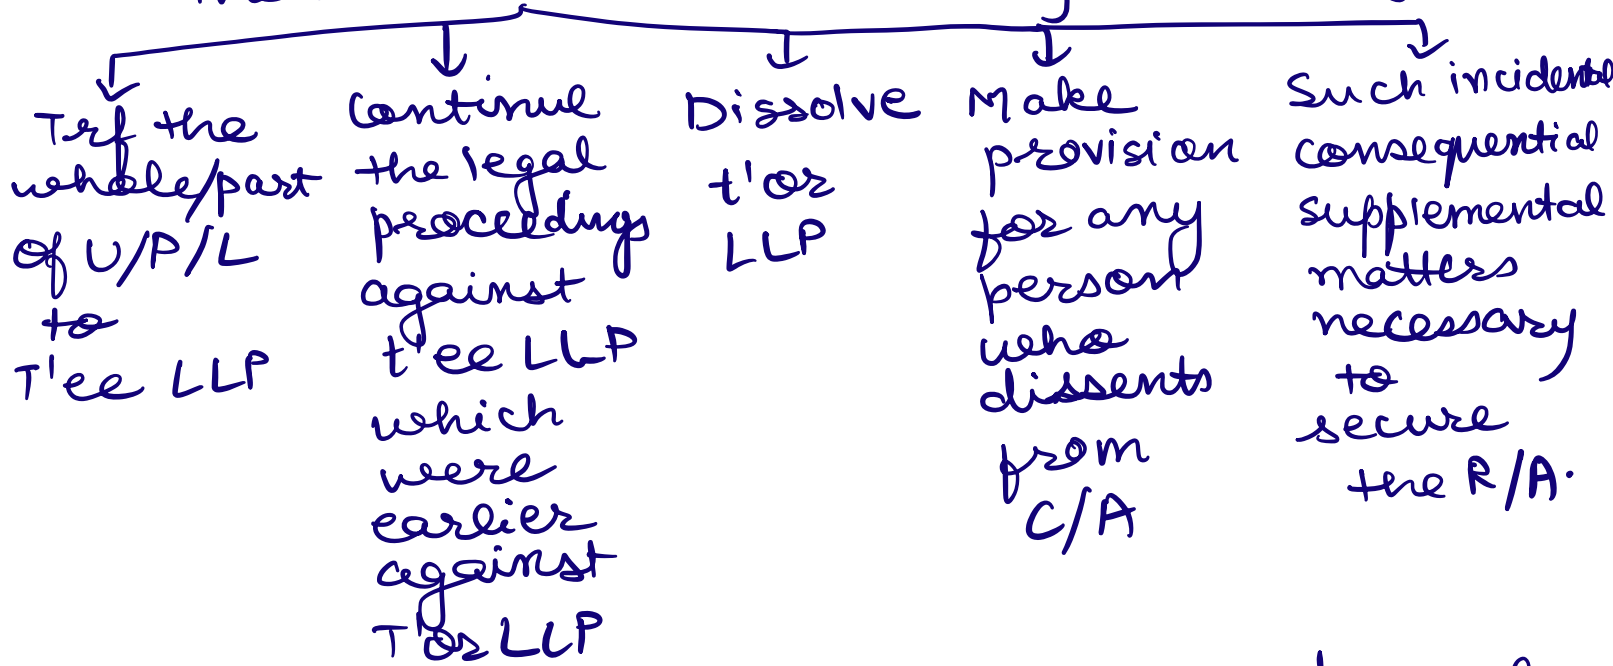 Trf the
whole/part
of U/P/L
to
T'ee LLP
Continue
the legal
proceedings
against
t'ee LLP
which
were
earlier
against
T'or LLP
Dissolve
t'or
LLP
Make
provision
for any
person
who
dissents
from
C/A
Such incidental
consequential
supplemental
matters
necessary
to
secure
the R/A.